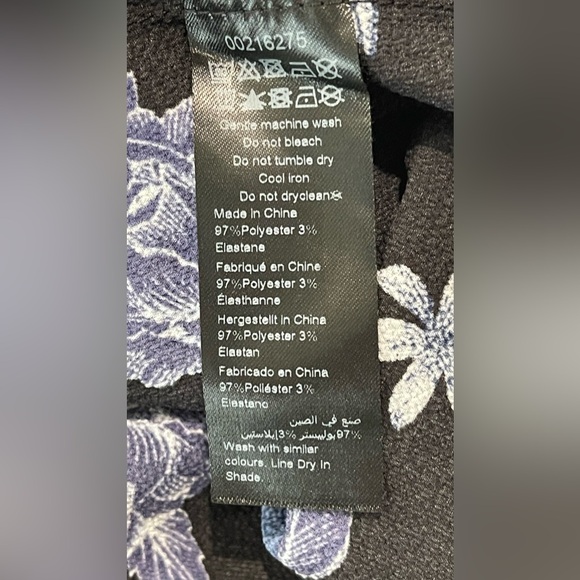 00216275
Gentle machine wash
Do not bleach
Do not tumble dry
Cool iron
Do not dryclean
Made in China
97%Polyester 3%
Elastane
Fabriqué en Chine
97%Polyester 3%
Élasthanne
Hergestellt in China
97%Polyester 3%
Elastan
Fabricado en China
97%Poliéster 3%
Elastano
صنع في الصين
97%بوليستر 3%إيلاستين
Wash with similar
colours. Line Dry in
Shade.